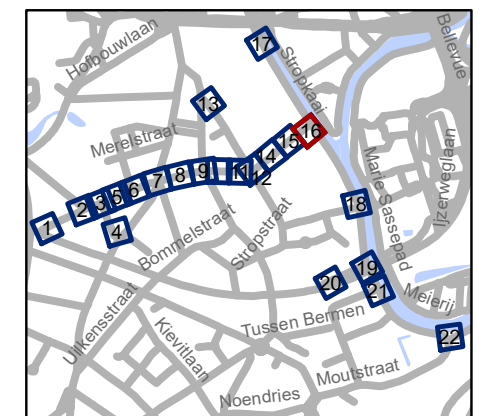 Hofbouwlaan
17
Stropkaai
Bellevue
13
Merelstraat
16
15
14
12
11
9
8
7
6
5
3
2
1
4
Marie Sassepad
Ijzerweglaan
18
Bommelstraat
Stropstraat
19
20
21
Meierij
Uilkensstraat
Kievitlaan
Tussen Bermen
22
Moutstraat
Noendries